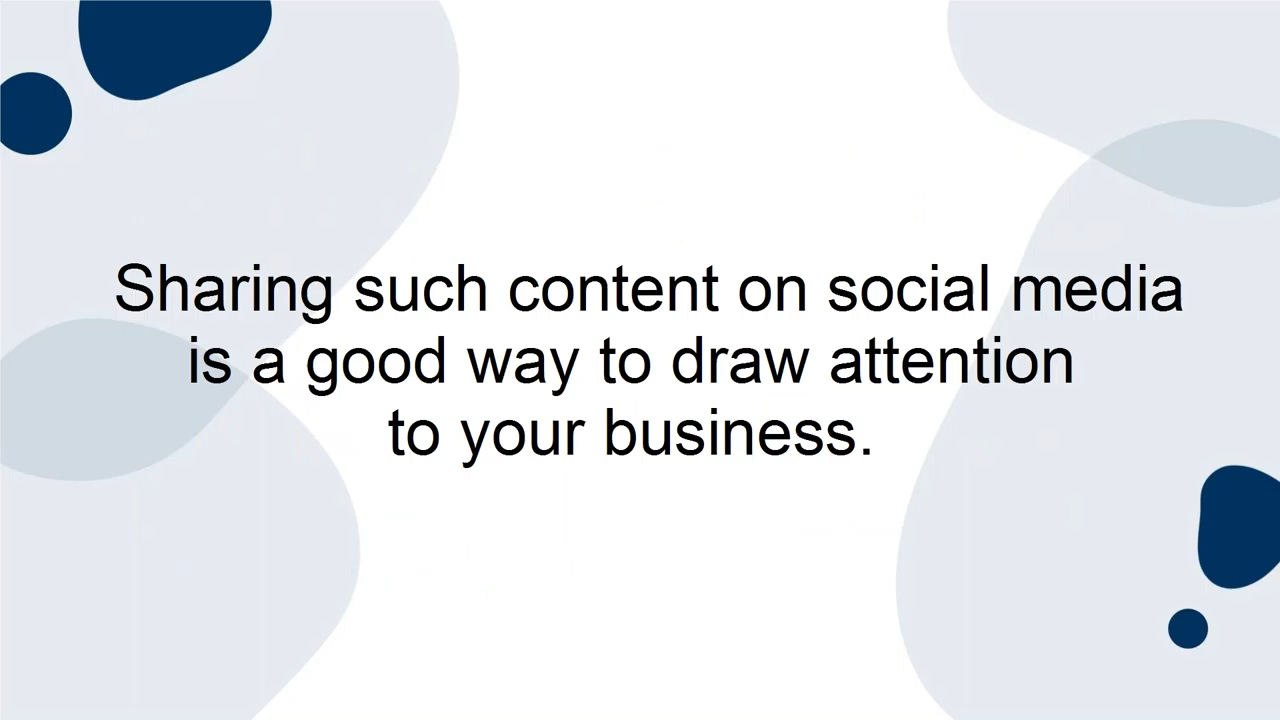 Sharing such content on social media
is a good way to draw attention
to your business.